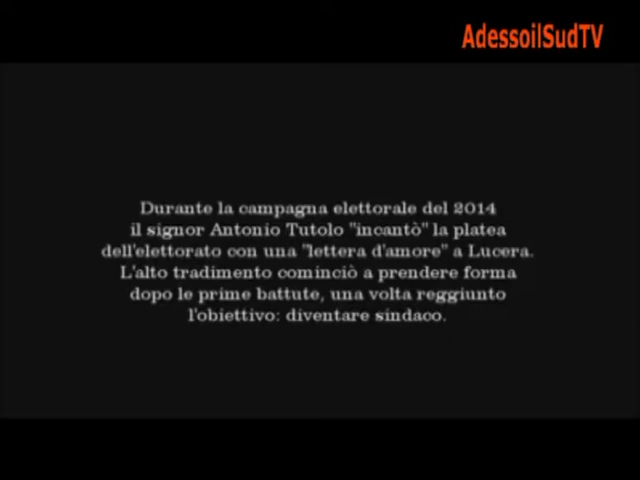 AdessoilSudTV
Durante la campagna elettorale del 2014
il signor Antonio Tutolo "incantò" la platea
dell'elettorato con una "lettera d'amore" a Lucera.
L'alto tradimento cominciò a prendere forma
dopo le prime battute, una volta reggiunto
l'obiettivo: diventare sindaco.